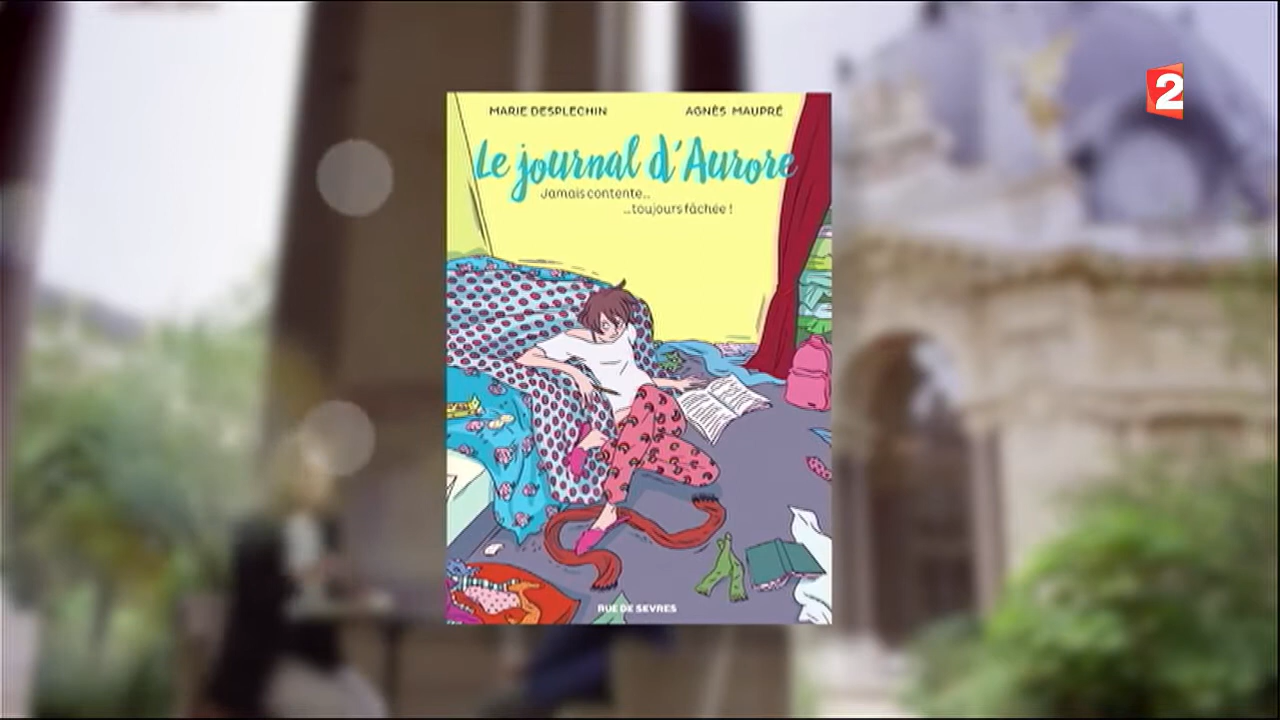 2
MARIE DESPLECHIN AGNÈS MAUPRÉ
Le journal d'Aurore
Jamais contente...
...toujours fâchée !
RUE DE SEVRES